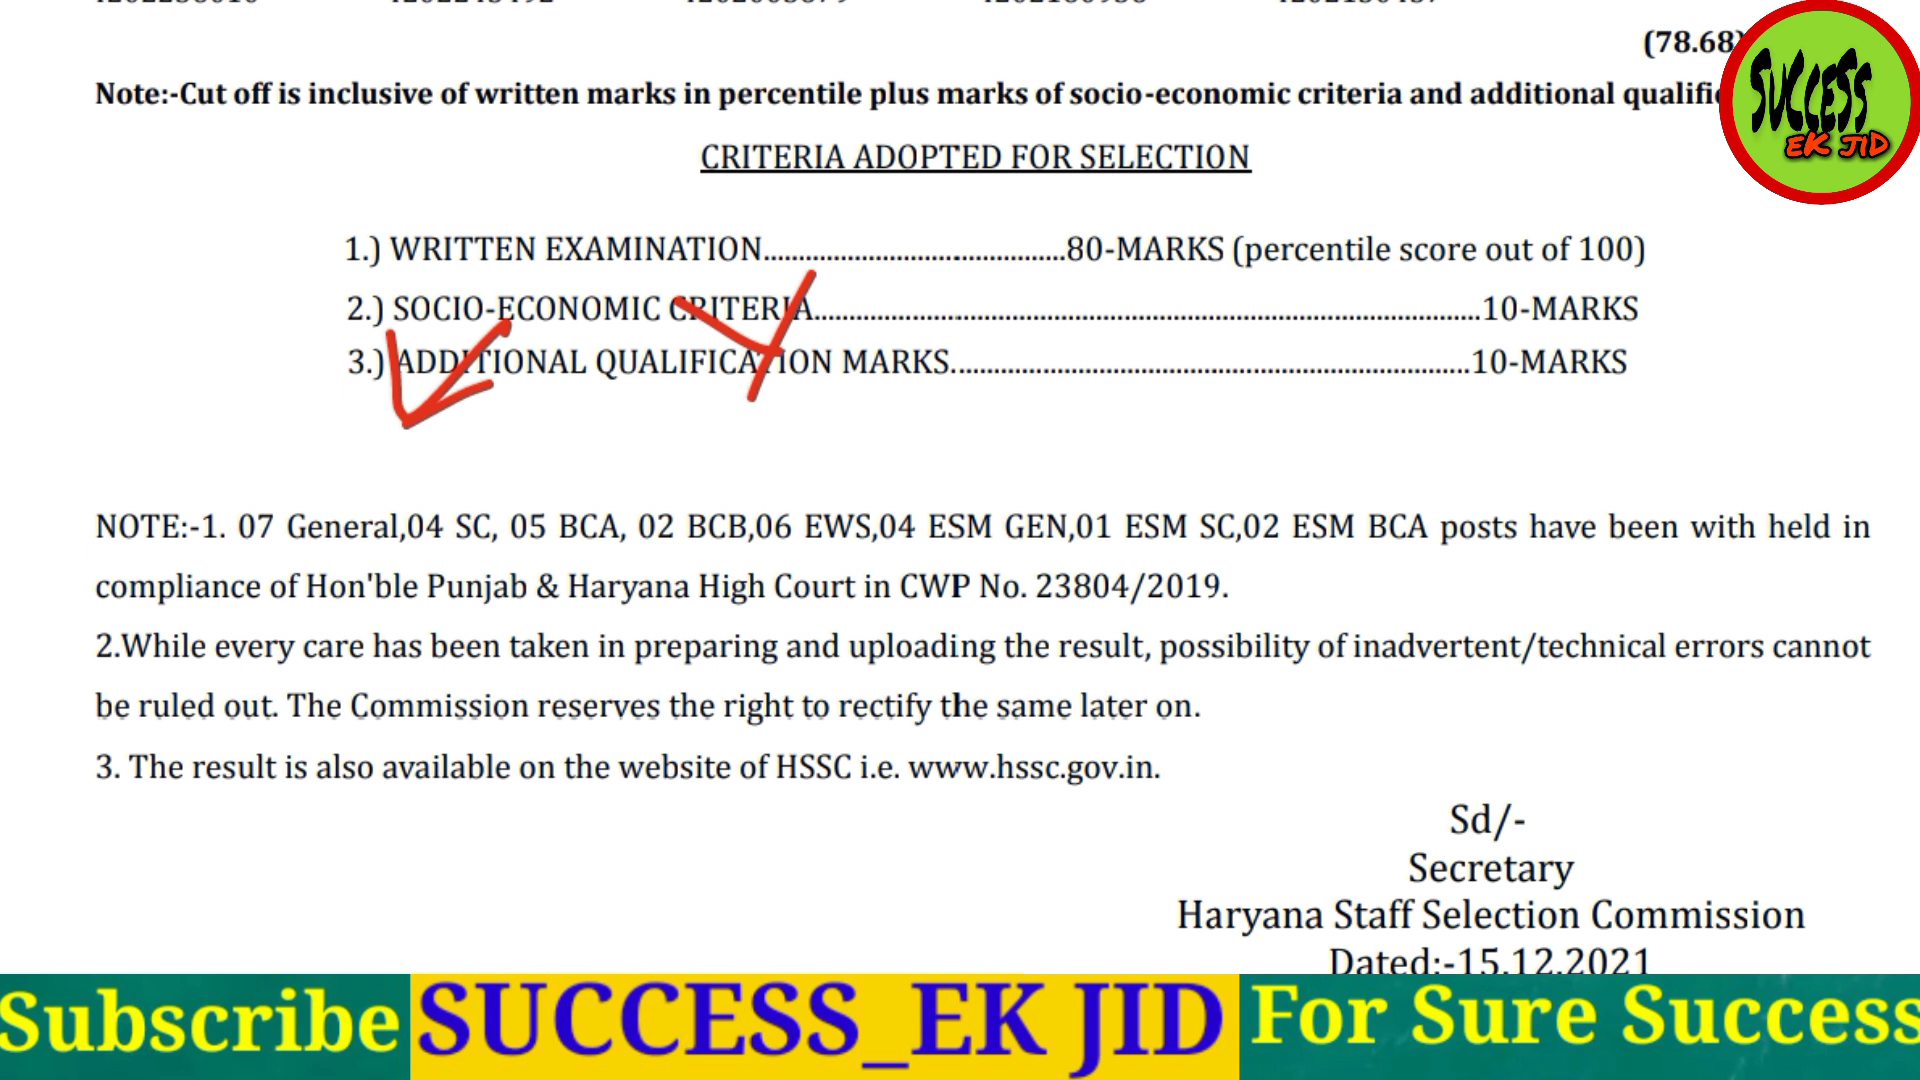 (78.68)
Note:-Cut off is inclusive of written marks in percentile plus marks of socio-economic criteria and additional
SUCCESS
EK JID
CRITERIA ADOPTED FOR SELECTION
1.) WRITTEN EXAMINATION........................................80-MARKS (percentile score out of 100)
2.) SOCIO-ECONOMIC CRITERIA........................................................................................10-MARKS
3.) ADDITIONAL QUALIFICATION MARKS.....................................................................10-MARKS
NOTE:-1. 07 General,04 SC, 05 BCA, 02 BCB,06 EWS,04 ESM GEN,01 ESM SC,02 ESM BCA posts have been with held in
compliance of Hon'ble Punjab & Haryana High Court in CWP No. 23804/2019.
2.While every care has been taken in preparing and uploading the result, possibility of inadvertent/technical errors cannot
be ruled out. The Commission reserves the right to rectify the same later on.
3. The result is also available on the website of HSSC i.e. www.hssc.gov.in.
Sd/-
Secretary
Haryana Staff Selection Commission
Dated:-15.12.2021
Subscribe SUCCESS_EK JID For Sure Success